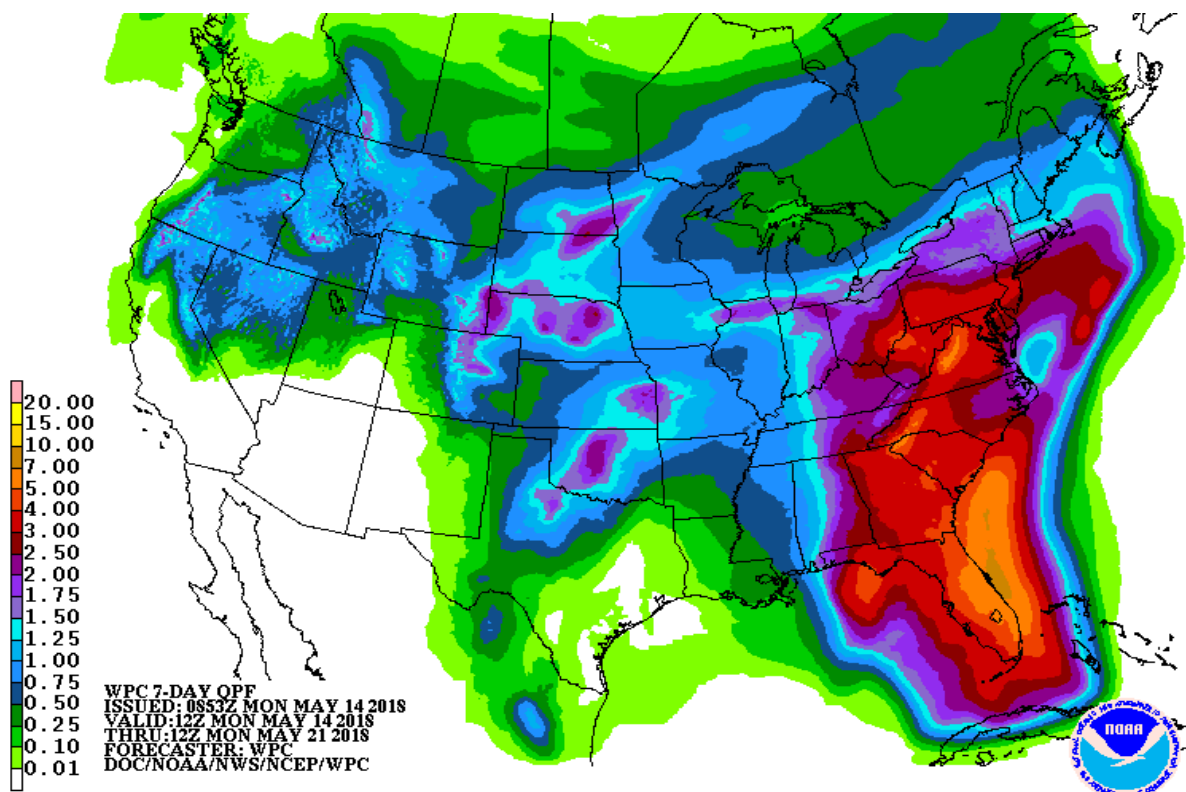 20.00
15.00
10.00
7.00
5.00
4.00
3.00
2.50
2.00
1.75
1.50
1.25
1.00
0.75
0.50
0.25
0.10
0.01
WPC 7-DAY QPF
ISSUED: 0853Z MON MAY 14 2018
VALID:12Z MON MAY 14 2018
THRU:12Z MON MAY 21 2018
FORECASTER: WPC
DOC/NOAA/NWS/NCEP/WPC
NOAA